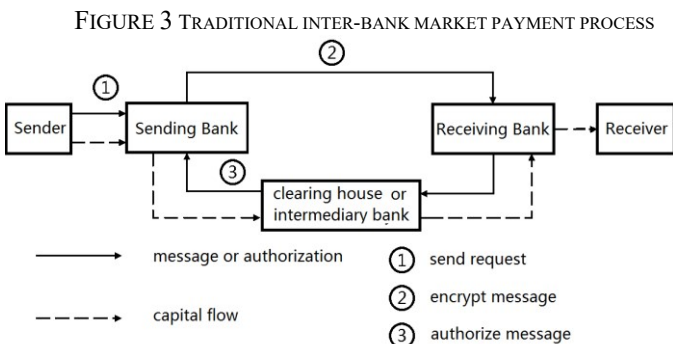 FIGURE 3 TRADITIONAL INTER-BANK MARKET PAYMENT PROCESS
2
1
Sender
Sending Bank
Receiving Bank
Receiver
3
clearing house or
intermediary bank
message or authorization
1 send request
2 encrypt message
capital flow
3 authorize message